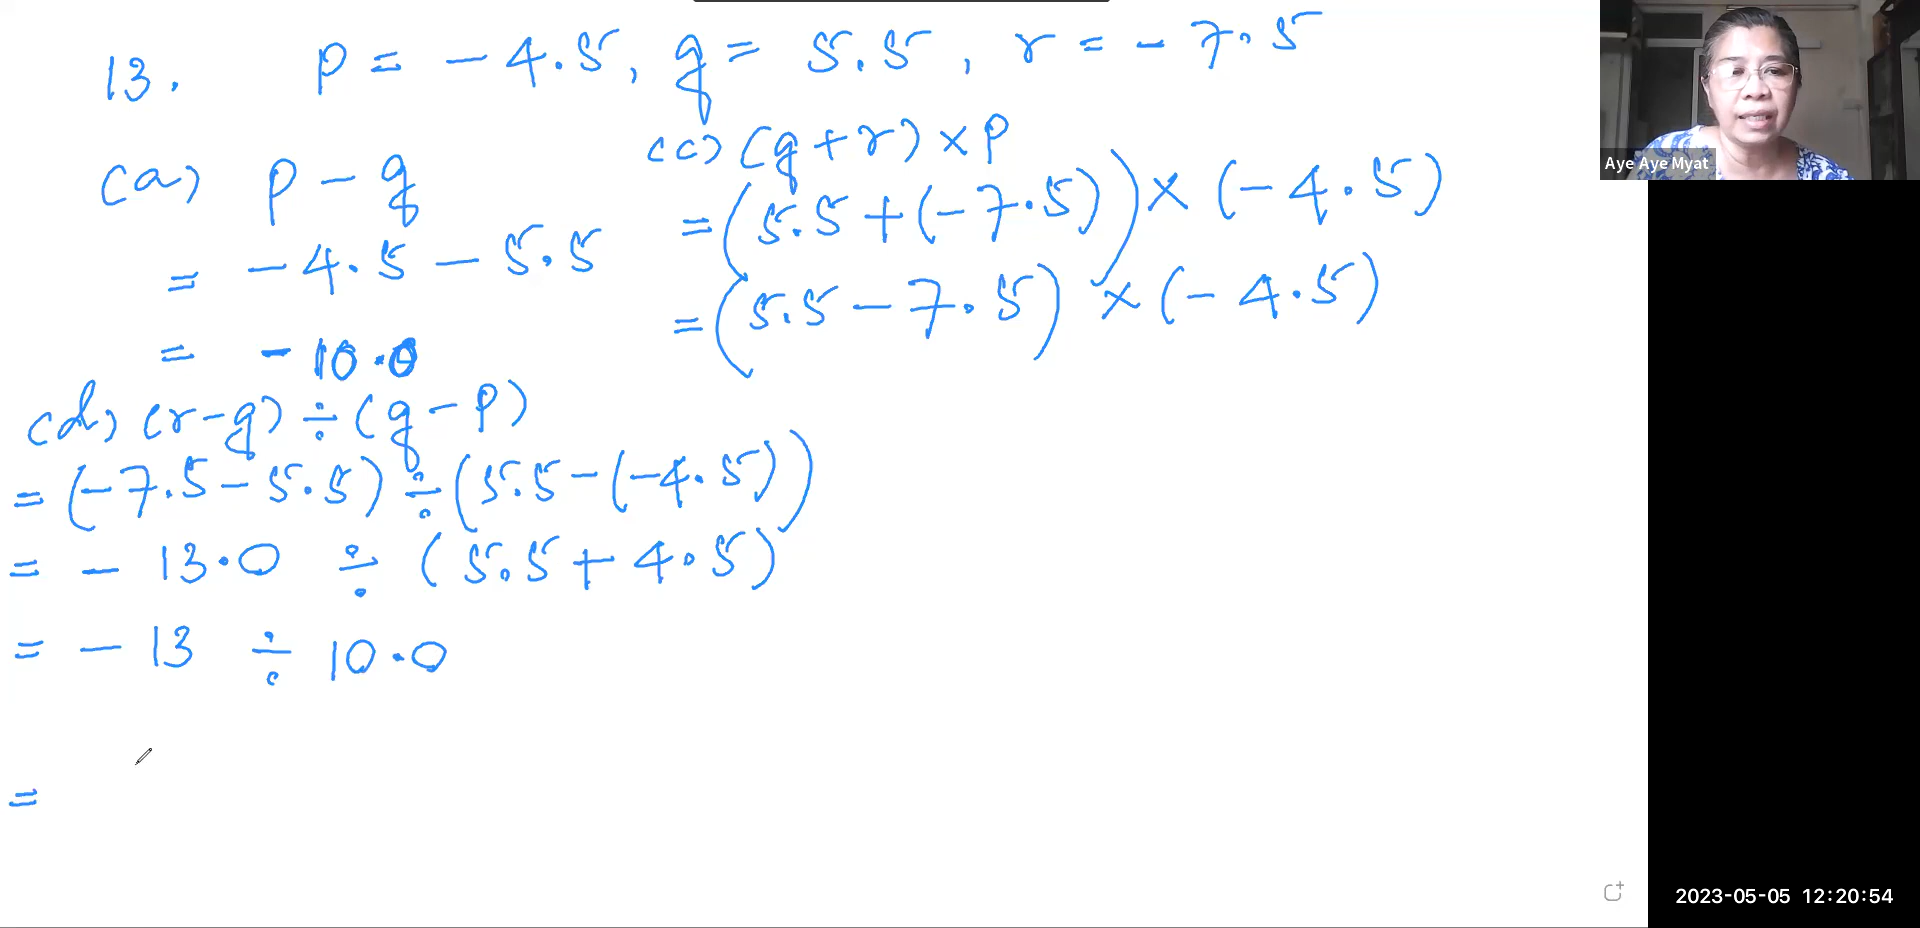 13. p = -4.5, q = 5.5, r = -7.5
(a) p - q
= -4.5 - 5.5
= -10.0
(c) (q + r) × p
= (5.5 + (-7.5)) × (-4.5)
= (5.5 - 7.5) × (-4.5)
(d) (r - q) ÷ (q - p)
= (-7.5 - 5.5) ÷ (5.5 - (-4.5))
= -13.0 ÷ (5.5 + 4.5)
= -13 ÷ 10.0
=
Aye Aye Myat
2023-05-05 12:20:54